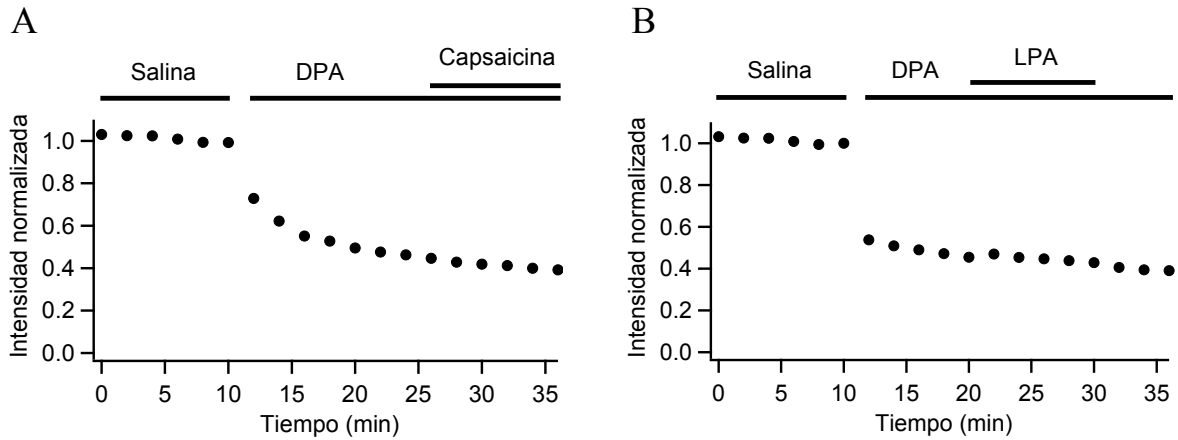 A
Salina
DPA
Capsaicina
Intensidad normalizada
1.0
0.8
0.6
0.4
0.2
0.0
0 5 10 15 20 25 30 35
Tiempo (min)
B
Salina
DPA
LPA
Intensidad normalizada
1.0
0.8
0.6
0.4
0.2
0.0
0 5 10 15 20 25 30 35
Tiempo (min)